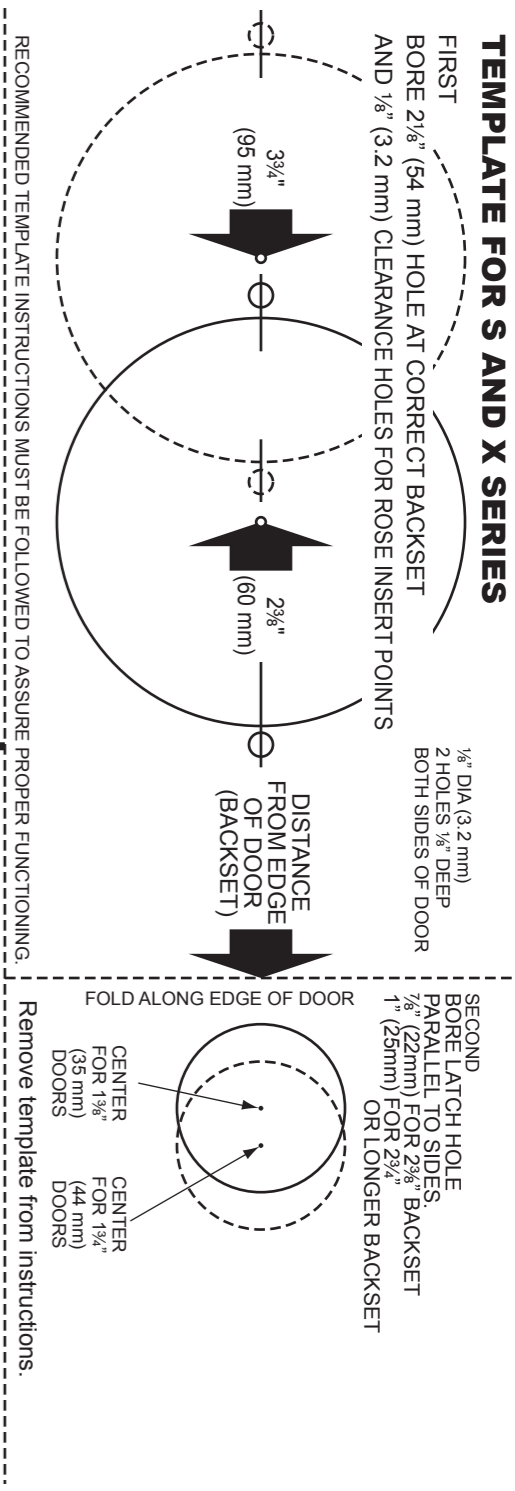 TEMPLATE FOR S AND X SERIES
FIRST
BORE 2⅛" (54 mm) HOLE AT CORRECT BACKSET
AND ⅛" (3.2 mm) CLEARANCE HOLES FOR ROSE INSERT POINTS
⅛" DIA (3.2 mm)
2 HOLES ⅛" DEEP
BOTH SIDES OF DOOR
3¾"
(95 mm)
2⅜"
(60 mm)
DISTANCE
FROM EDGE
OF DOOR
(BACKSET)
RECOMMENDED TEMPLATE INSTRUCTIONS MUST BE FOLLOWED TO ASSURE PROPER FUNCTIONING.
FOLD ALONG EDGE OF DOOR
SECOND
BORE LATCH HOLE
PARALLEL TO SIDES.
⅞" (22mm) FOR 2⅜" BACKSET
1" (25mm) FOR 2¾"
OR LONGER BACKSET
CENTER
FOR 1⅜"
(35 mm)
DOORS
CENTER
FOR 1¾"
(44 mm)
DOORS
Remove template from instructions.